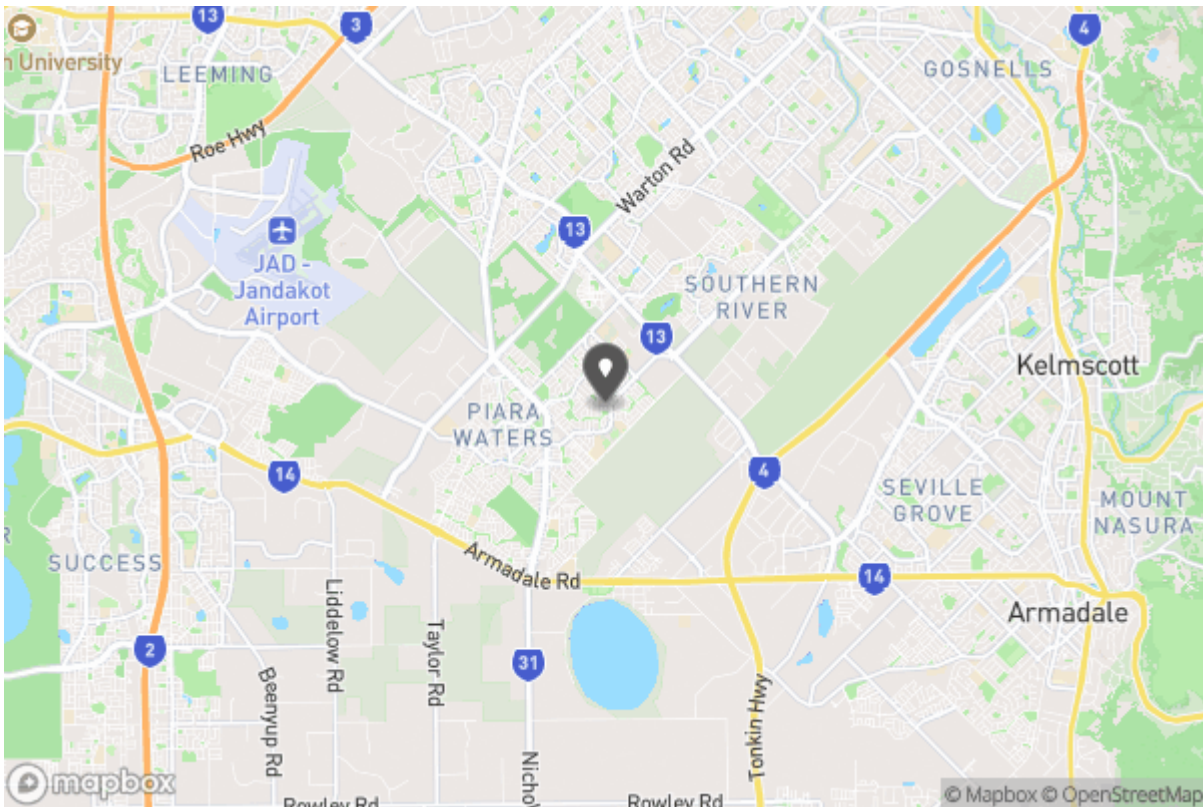 13
3
4
n University
LEEMING
GOSNELLS
Roe Hwy
Warton Rd
13
JAD -
Jandakot
Airport
SOUTHERN
RIVER
13
Kelmscott
PIARA
WATERS
14
4
SEVILLE
GROVE
MOUNT
NASURA
R
SUCCESS
Armadale Rd
14
Armadale
Liddelow Rd
Taylor Rd
2
31
Beenyup Rd
Tonkin Hwy
Nicho
mapbox
Rowley Rd
Rowley Rd
© Mapbox © OpenStreetMap